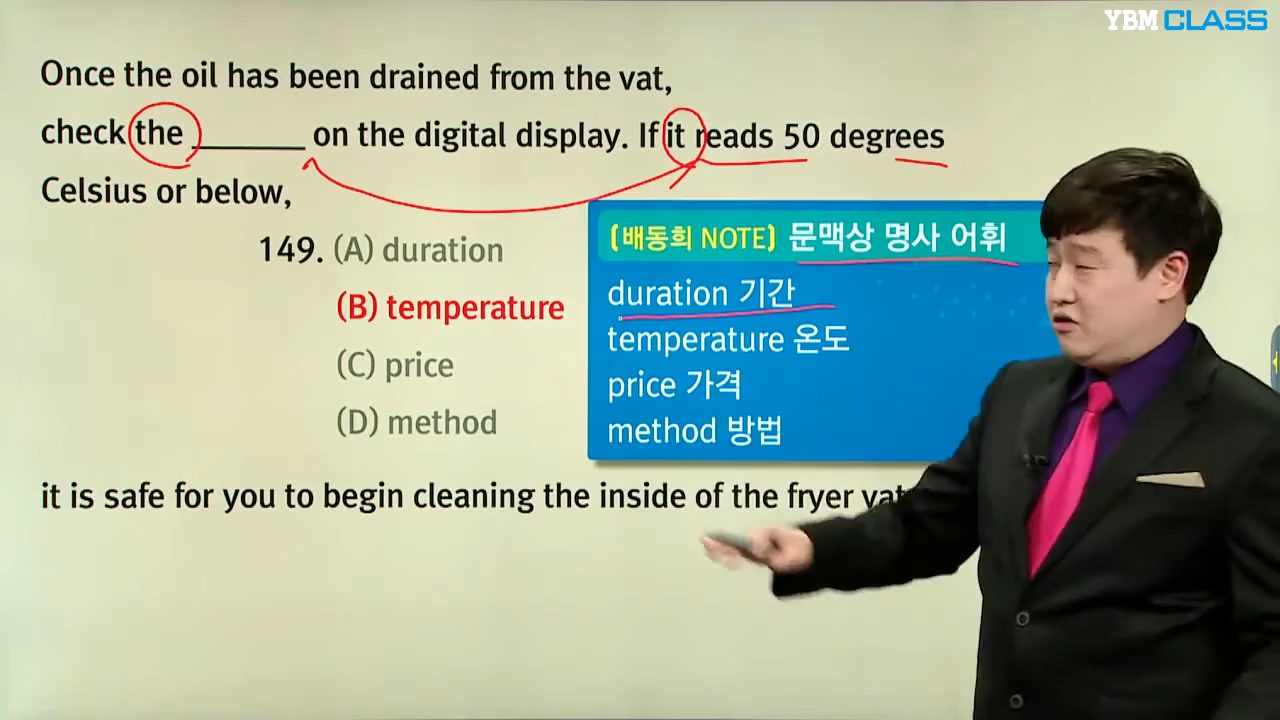 YBM CLASS
Once the oil has been drained from the vat,
check the ______ on the digital display. If it reads 50 degrees
Celsius or below,
149. (A) duration
(B) temperature
(C) price
(D) method
(배동희 NOTE) 문맥상 명사 어휘
duration 기간
temperature 온도
price 가격
method 방법
it is safe for you to begin cleaning the inside of the fryer vat